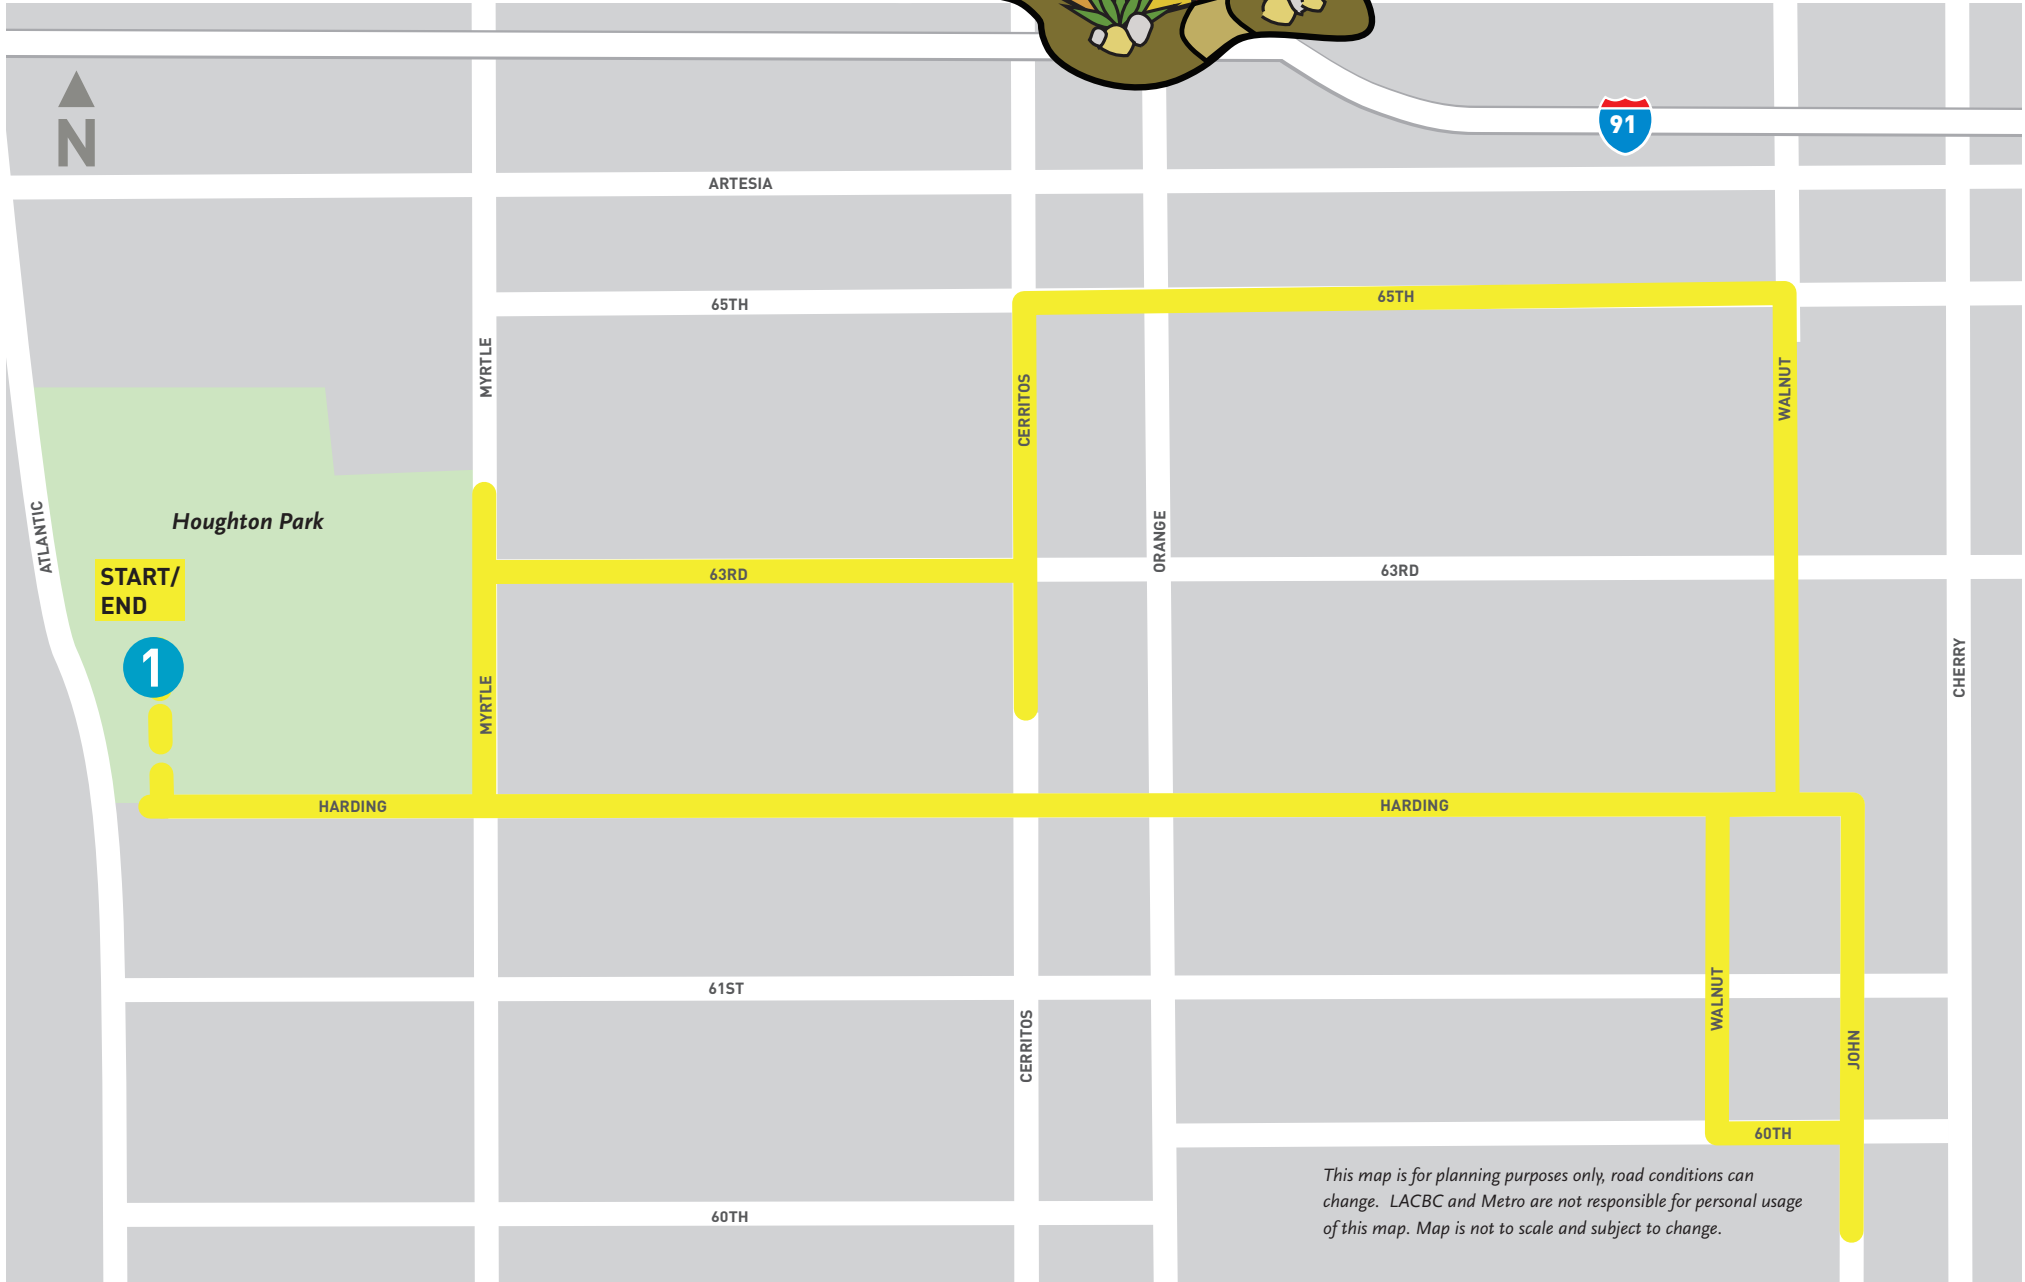 91
N
ARTESIA
65TH
65TH
MYRTLE
CERRITOS
WALNUT
ATLANTIC
Houghton Park
ORANGE
START/
END
63RD
63RD
1
MYRTLE
CHERRY
HARDING
HARDING
61ST
CERRITOS
WALNUT
JOHN
60TH
This map is for planning purposes only, road conditions can
change. LACBC and Metro are not responsible for personal usage
of this map. Map is not to scale and subject to change.
60TH